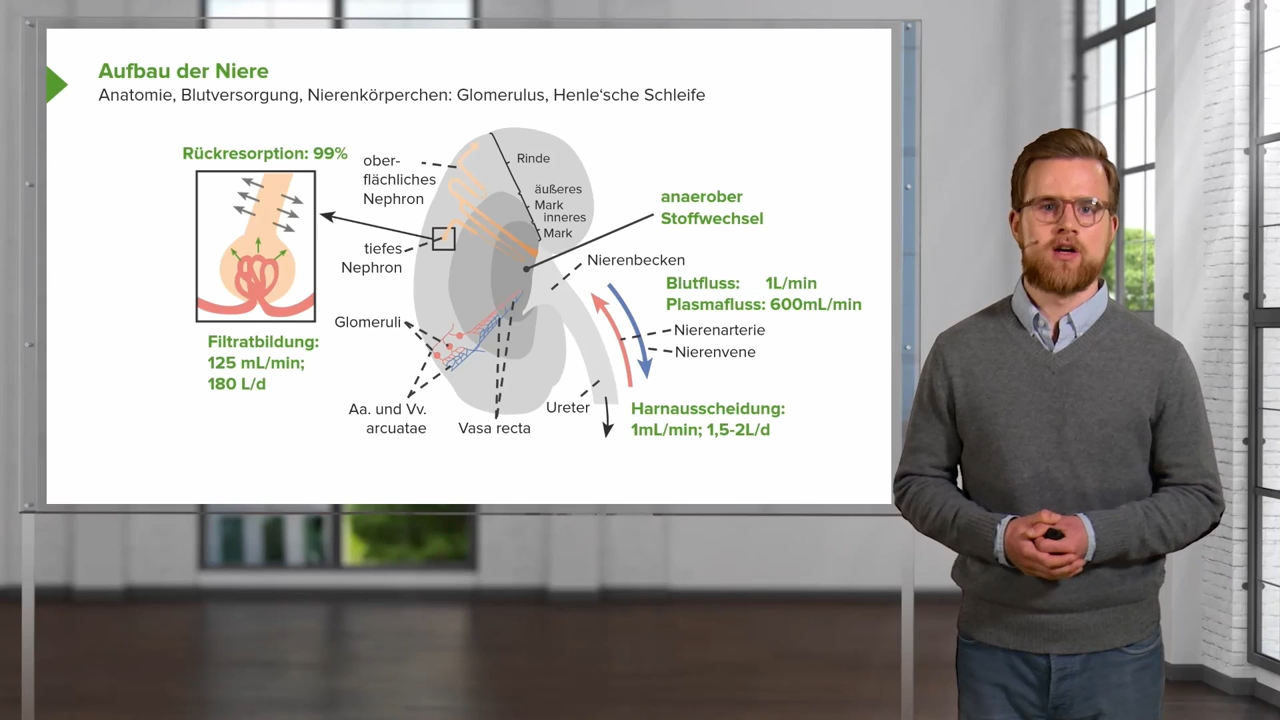 Aufbau der Niere
Anatomie, Blutversorgung, Nierenkörperchen: Glomerulus, Henle‘sche Schleife
Rückresorption: 99%
ober-
flächliches
Nephron
Rinde
äußeres
Mark
inneres
Mark
anaerober
Stoffwechsel
tiefes
Nephron
Nierenbecken
Blutfluss: 1L/min
Plasmafluss: 600mL/min
Glomeruli
Nierenarterie
Nierenvene
Filtratbildung:
125 mL/min;
180 L/d
Aa. und Vv.
arcuatae
Vasa recta
Ureter
Harnausscheidung:
1mL/min; 1,5-2L/d